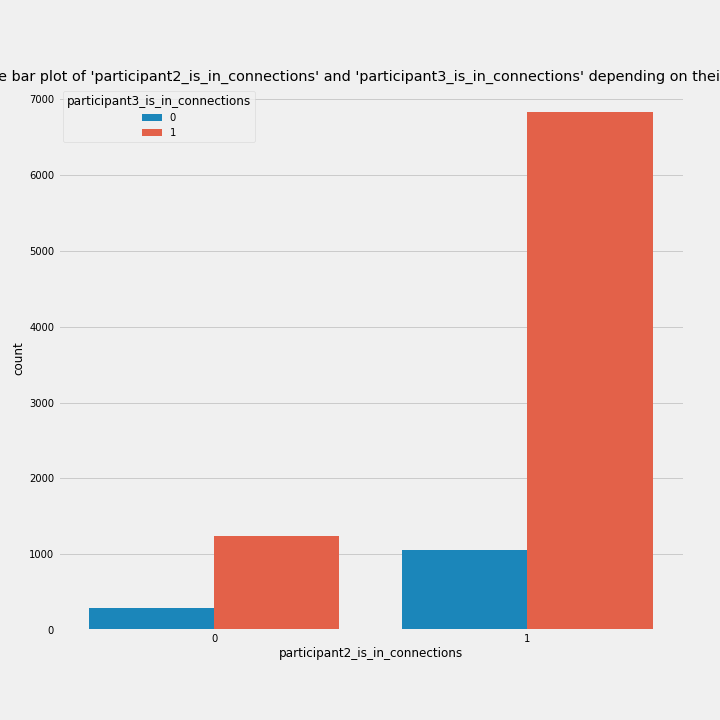 e bar plot of 'participant2_is_in_connections' and 'participant3_is_in_connections' depending on thei
participant3_is_in_connections
0
1
7000
6000
5000
4000
3000
2000
1000
0
count
0 1
participant2_is_in_connections